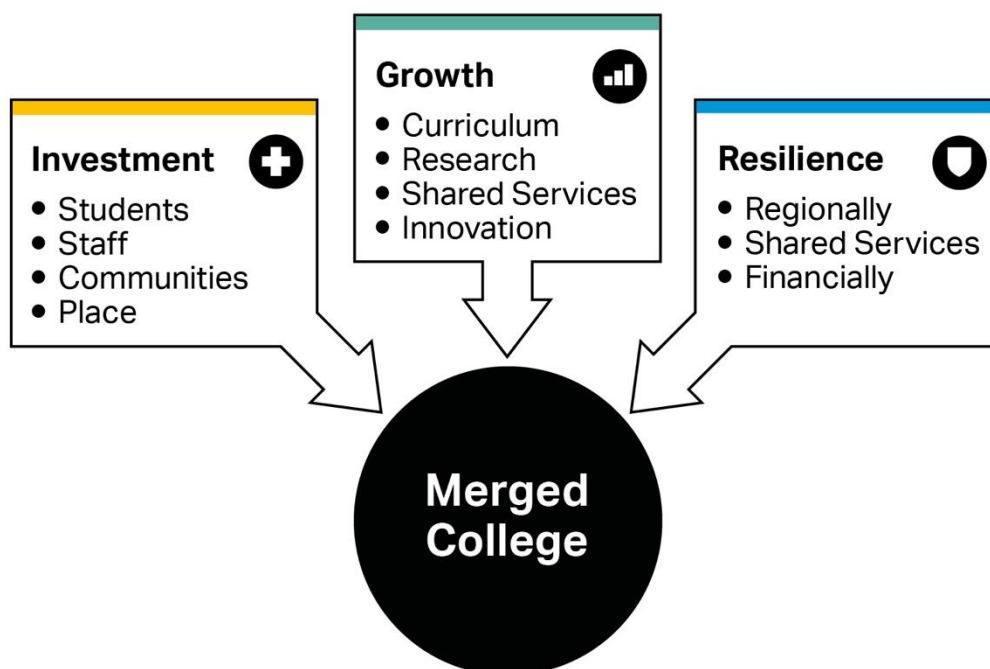 Investment
• Students
• Staff
• Communities
• Place
Growth
• Curriculum
• Research
• Shared Services
• Innovation
Resilience
• Regionally
• Shared Services
• Financially
Merged
College